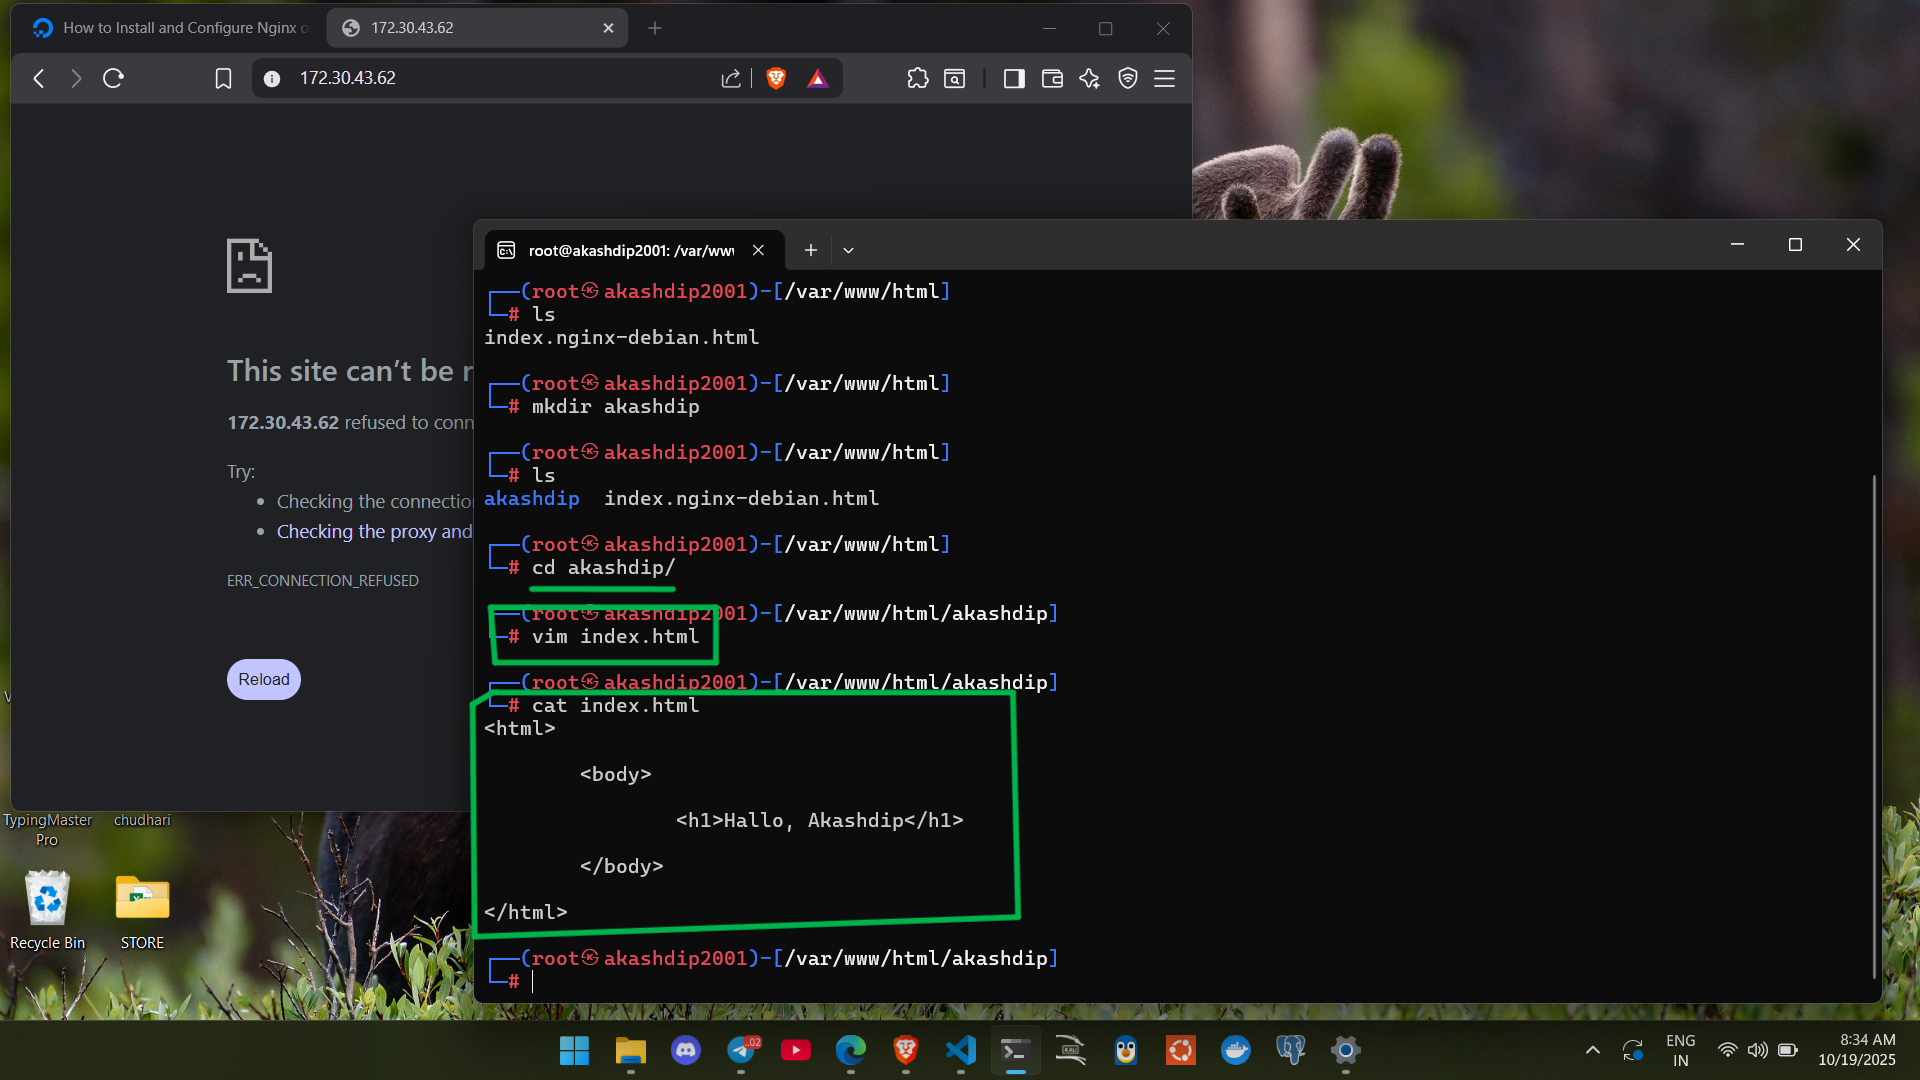 How to Install and Configure Nginx o
172.30.43.62
172.30.43.62
This site can’t be r
172.30.43.62 refused to conn
Try:
Checking the connectio
Checking the proxy and
ERR_CONNECTION_REFUSED
Reload
root@akashdip2001: /var/ww
(root㉿akashdip2001)-[/var/www/html]
# ls
index.nginx-debian.html
(root㉿akashdip2001)-[/var/www/html]
# mkdir akashdip
(root㉿akashdip2001)-[/var/www/html]
# ls
akashdip index.nginx-debian.html
(root㉿akashdip2001)-[/var/www/html]
# cd akashdip/
(root㉿akashdip2001)-[/var/www/html/akashdip]
# vim index.html
(root㉿akashdip2001)-[/var/www/html/akashdip]
# cat index.html
<html>
<body>
<h1>Hallo, Akashdip</h1>
</body>
</html>
(root㉿akashdip2001)-[/var/www/html/akashdip]
#
TypingMaster
Pro
chudhari
Recycle Bin
STORE
.02
KALI
ENG
IN
8:34 AM
10/19/2025